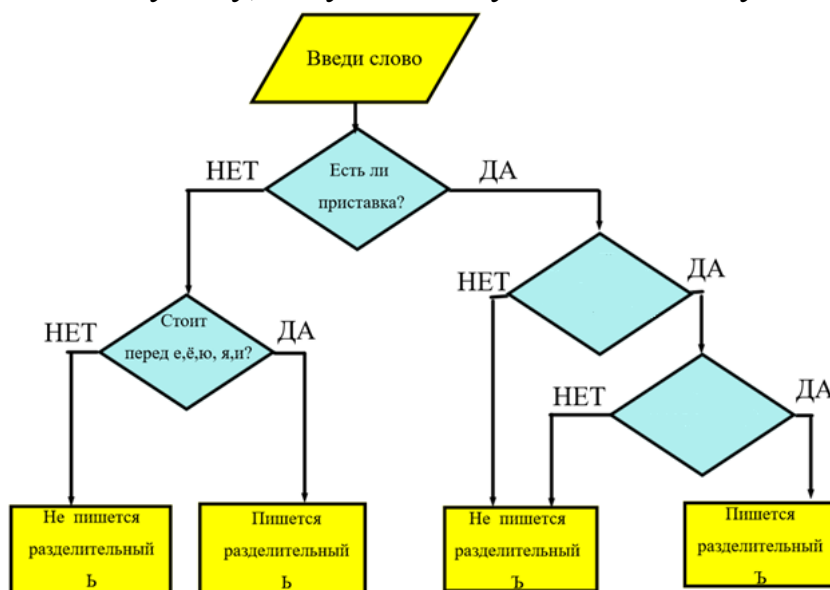 Введи слово
Есть ли
приставка?
НЕТ
ДА
НЕТ
ДА
Стоит
перед е,ё,ю, я,и?
НЕТ
ДА
НЕТ
ДА
Не пишется
разделительный
Ь
Пишется
разделительный
Ь
Не пишется
разделительный
Ъ
Пишется
разделительный
Ъ